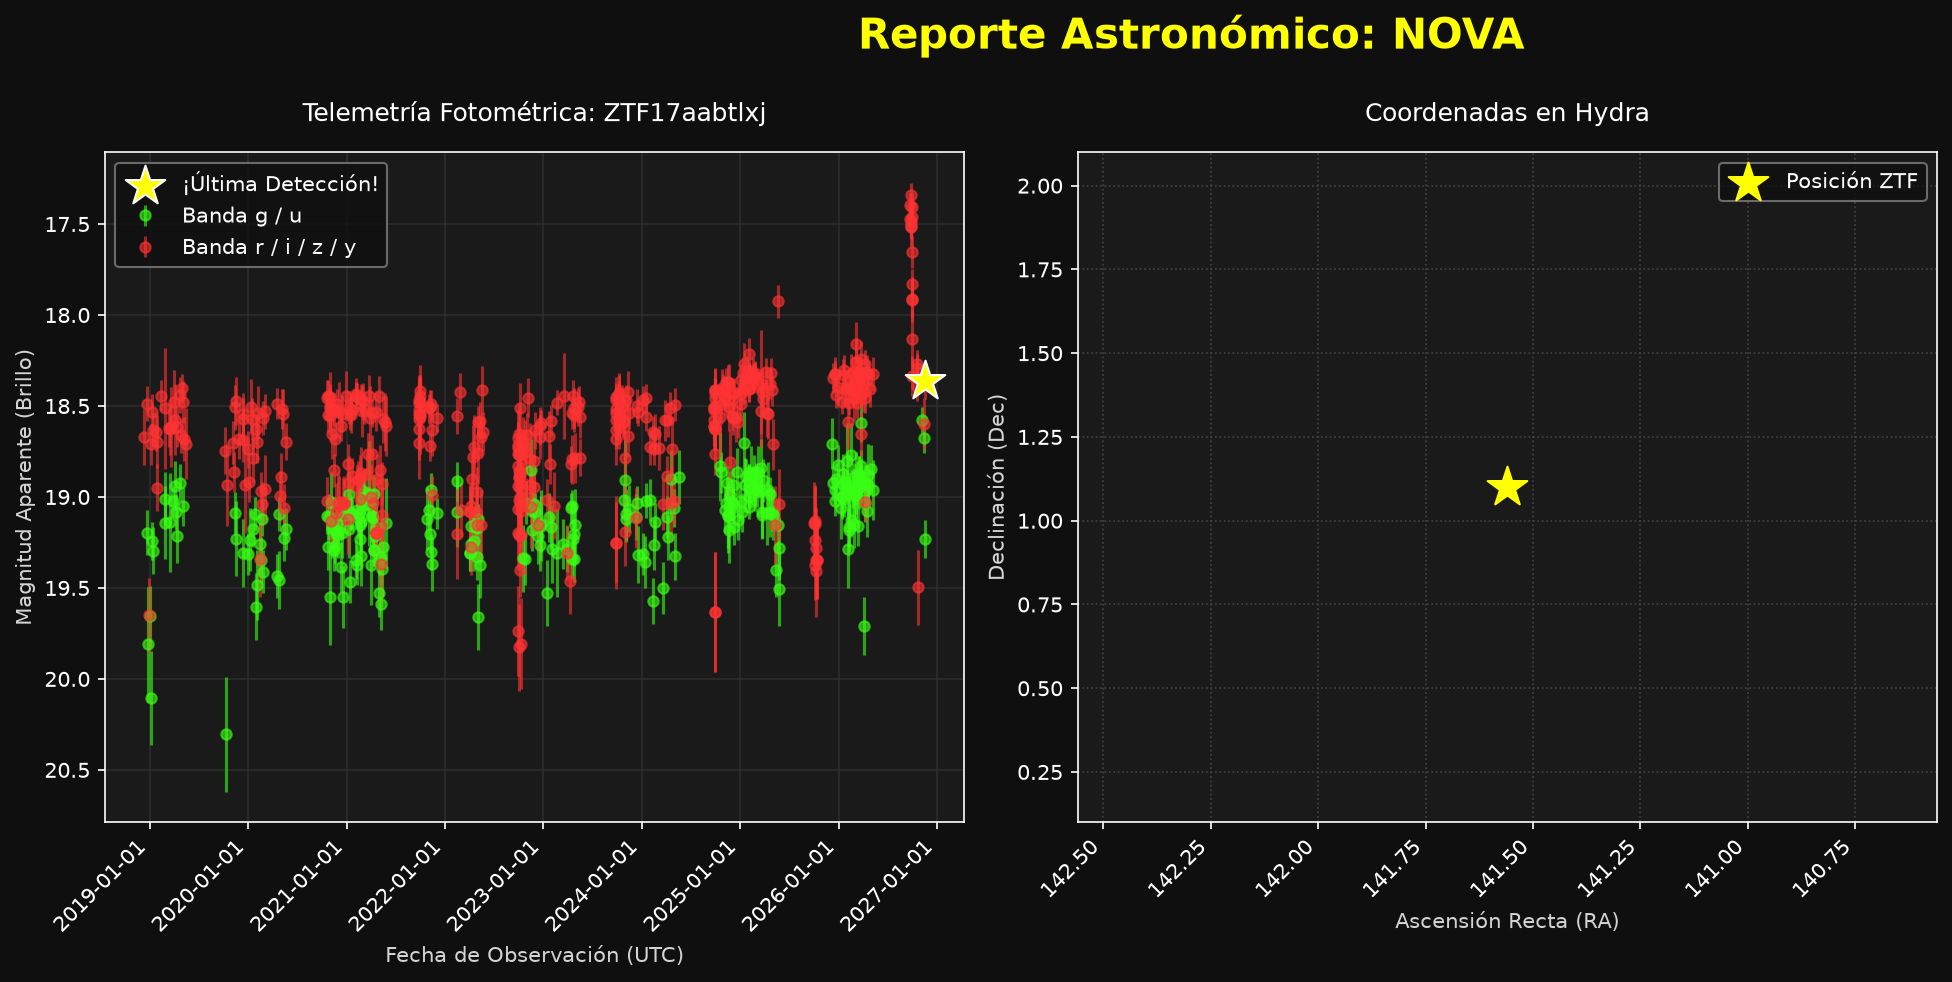 Reporte Astronómico: NOVA
Telemetría Fotométrica: ZTF17aabtlxj
¡Última Detección!
Banda g / u
Banda r / i / z / y
Magnitud Aparente (Brillo)
17.5
18.0
18.5
19.0
19.5
20.0
20.5
2019-01-01
2020-01-01
2021-01-01
2022-01-01
2023-01-01
2024-01-01
2025-01-01
2026-01-01
2027-01-01
Fecha de Observación (UTC)
Coordenadas en Hydra
Posición ZTF
Declinación (Dec)
2.00
1.75
1.50
1.25
1.00
0.75
0.50
0.25
142.50
142.25
142.00
141.75
141.50
141.25
141.00
140.75
Ascensión Recta (RA)